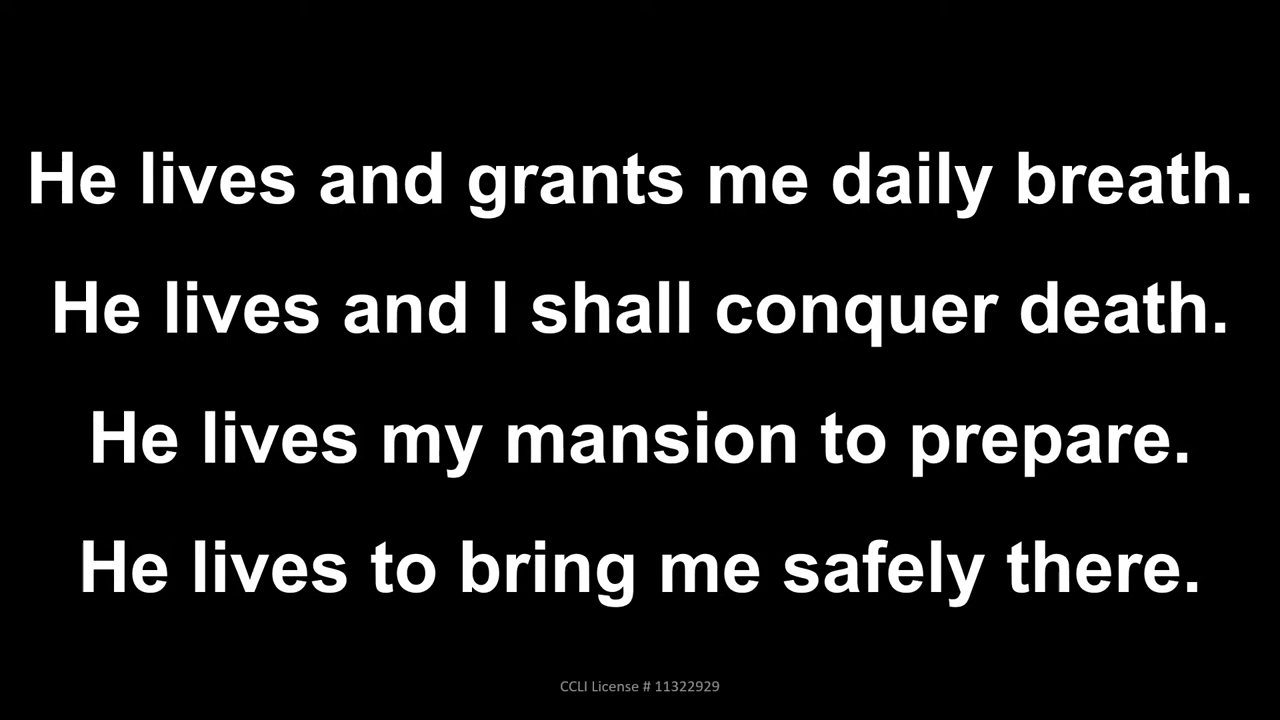 He lives and grants me daily breath.
He lives and I shall conquer death.
He lives my mansion to prepare.
He lives to bring me safely there.
CCLI License # 11322929